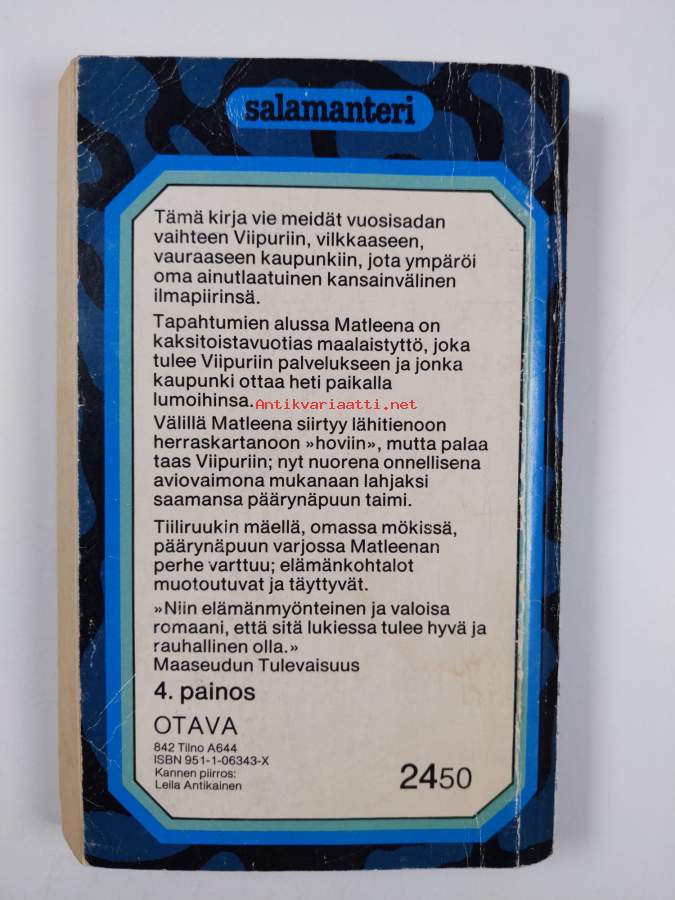 salamanteri
Tämä kirja vie meidät vuosisadan
vaihteen Viipuriin, vilkkaaseen,
vauraaseen kaupunkiin, jota ympäröi
oma ainutlaatuinen kansainvälinen
ilmapiirinsä.
Tapahtumien alussa Matleena on
kaksitoistavuotias maalaistyttö, joka
tulee Viipuriin palvelukseen ja jonka
kaupunki ottaa heti paikalla
lumoihinsa.
Antikvariaatti.net
Välillä Matleena siirtyy lähitienoon
herraskartanoon »hoviin», mutta palaa
taas Viipuriin; nyt nuorena onnellisena
aviovaimona mukanaan lahjaksi
saamansa päärynäpuun taimi.
Tiiliruukin mäellä, omassa mökissä,
päärynäpuun varjossa Matleenan
perhe varttuu; elämänkohtalot
muotoutuvat ja täyttyvät.
»Niin elämänmyönteinen ja valoisa
romaani, että sitä lukiessa tulee hyvä ja
rauhallinen olla.»
Maaseudun Tulevaisuus
4. painos
OTAVA
842 Tilno A644
ISBN 951-1-06343-X
Kannen piirros:
Leila Antikainen
2450